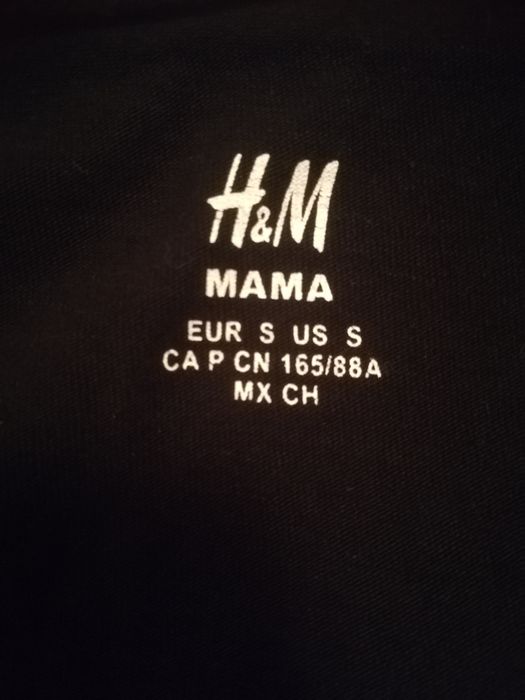 H&M
MAMA
EUR S US S
CA P CN 165/88A
MX CH